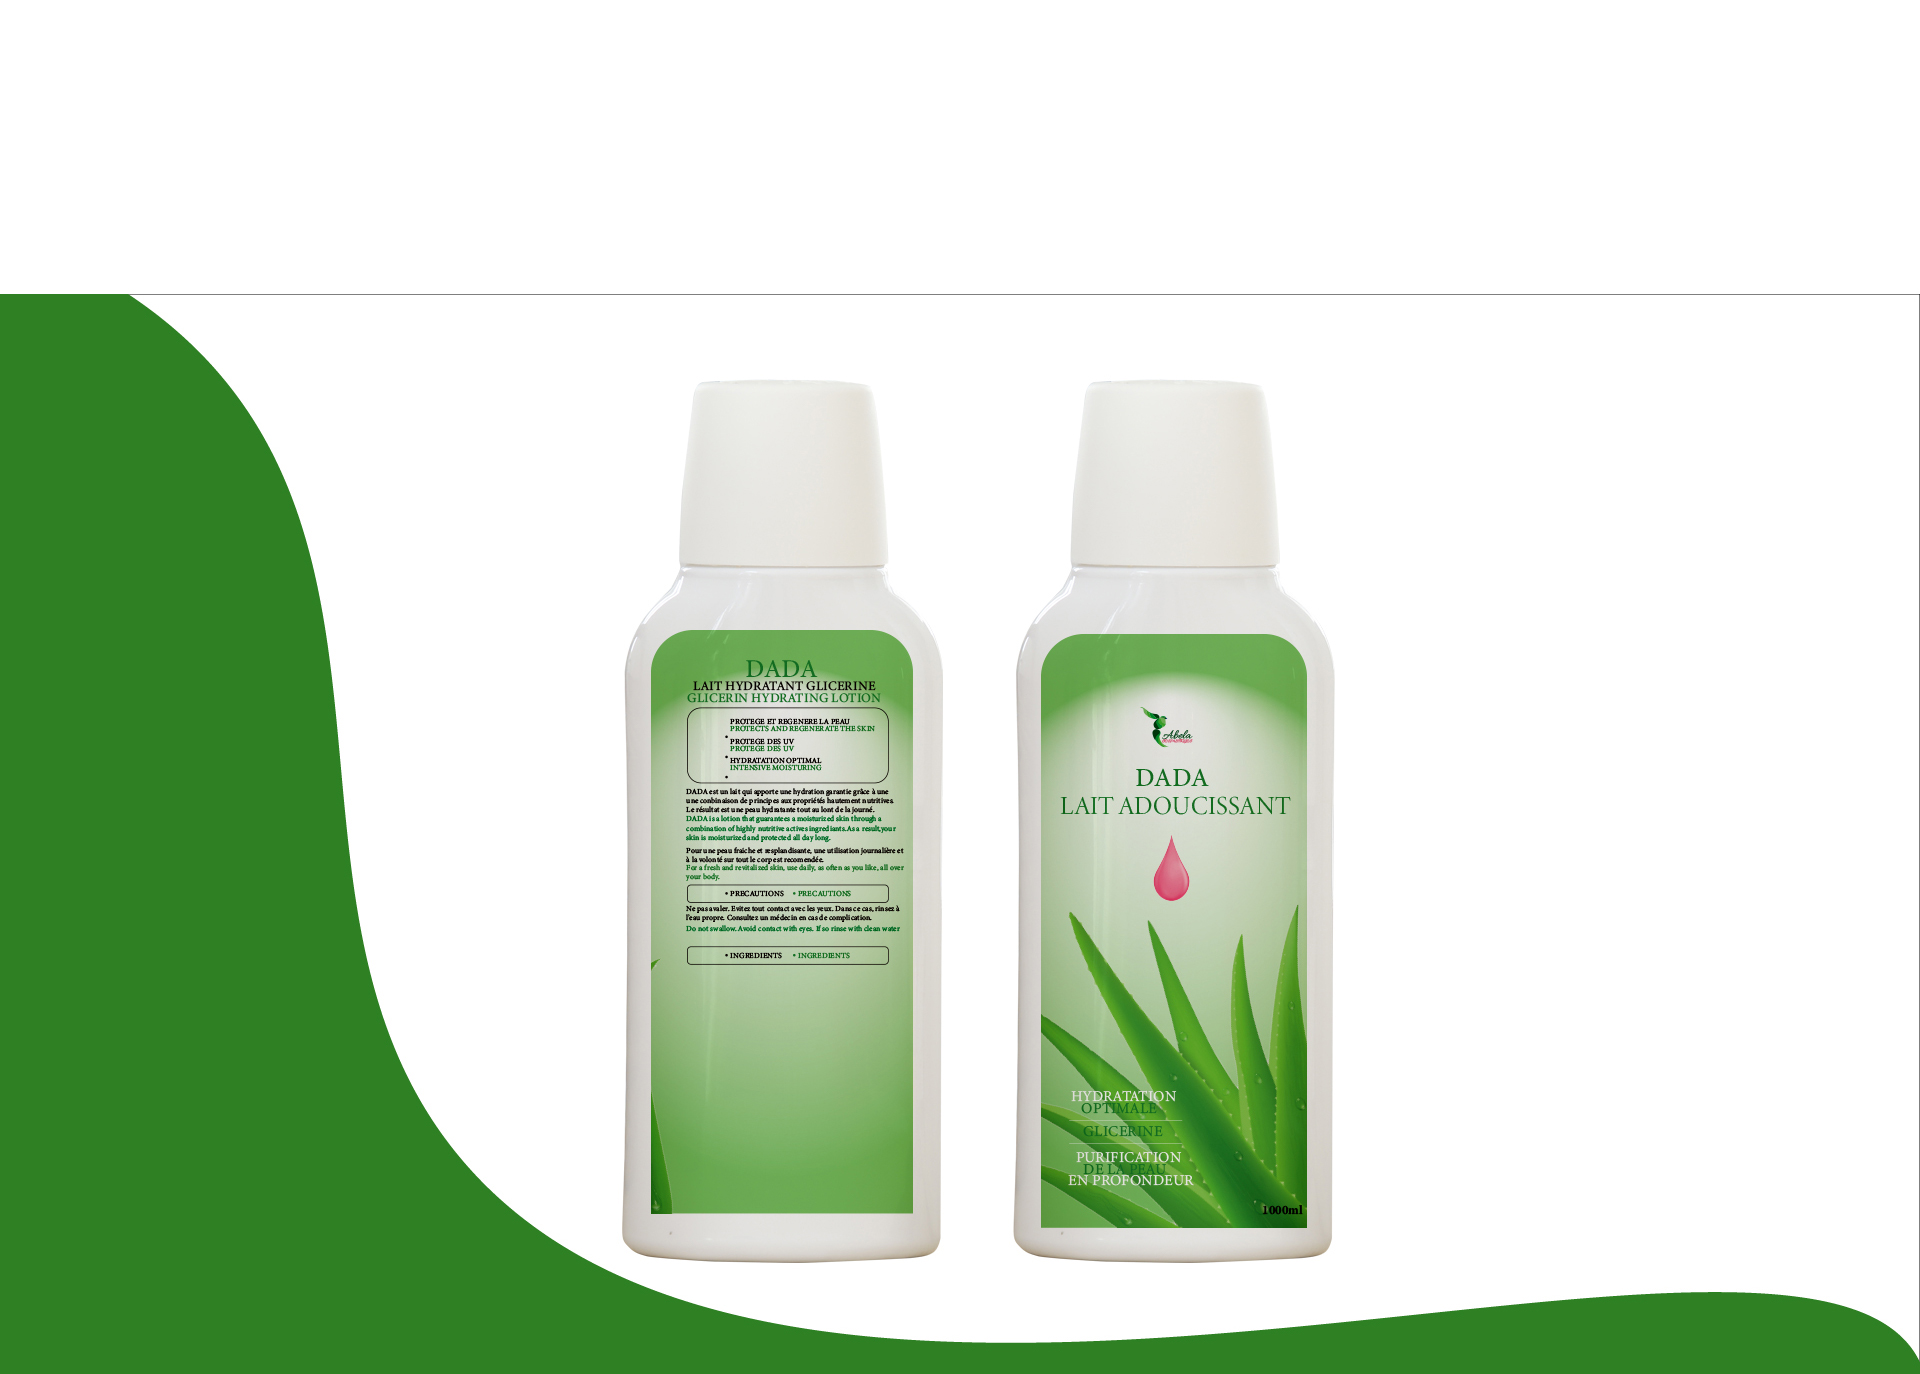 DADA
LAIT HYDRATANT GLICERINE
GLICERIN HYDRATING LOTION
PROTEGE ET REGENERE LA PEAU
PROTECTS AND REGENERATE THE SKIN
•
PROTEGE DES UV
PROTEGE DES UV
•
HYDRATATION OPTIMAL
INTENSIVE MOISTURING
•
DADA est un lait qui apporte une hydration garantie grâce à une
une conbinaison de principes aux propriétés hautement nutritives.
Le résultat est une peau hydratante tout au lont de la journé.
DADA is a lotion that guarantees a moisturized skin through a
combination of highly nutritive actives ingrediants. As a result, your
skin is moisturized and protected all day long.
Pour une peau fraiche et resplandisante, une utilisation journalière et
à la volonté sur tout le corp est recomendée.
For a fresh and revitalized skin, use daily, as often as you like, all over
your body.
• PRECAUTIONS • PRECAUTIONS
Ne pas avaler. Evitez tout contact avec les yeux. Dans ce cas, rinsez à
l'eau propre. Consultez un médecin en cas de complication.
Do not swallow. Avoid contact with eyes. If so rinse with clean water
• INGREDIENTS • INGREDIENTS
Abela
DADA
LAIT ADOUCISSANT
HYDRATATION
OPTIMALE
GLICERINE
PURIFICATION
DE LA PEAU
EN PROFONDEUR
1000ml